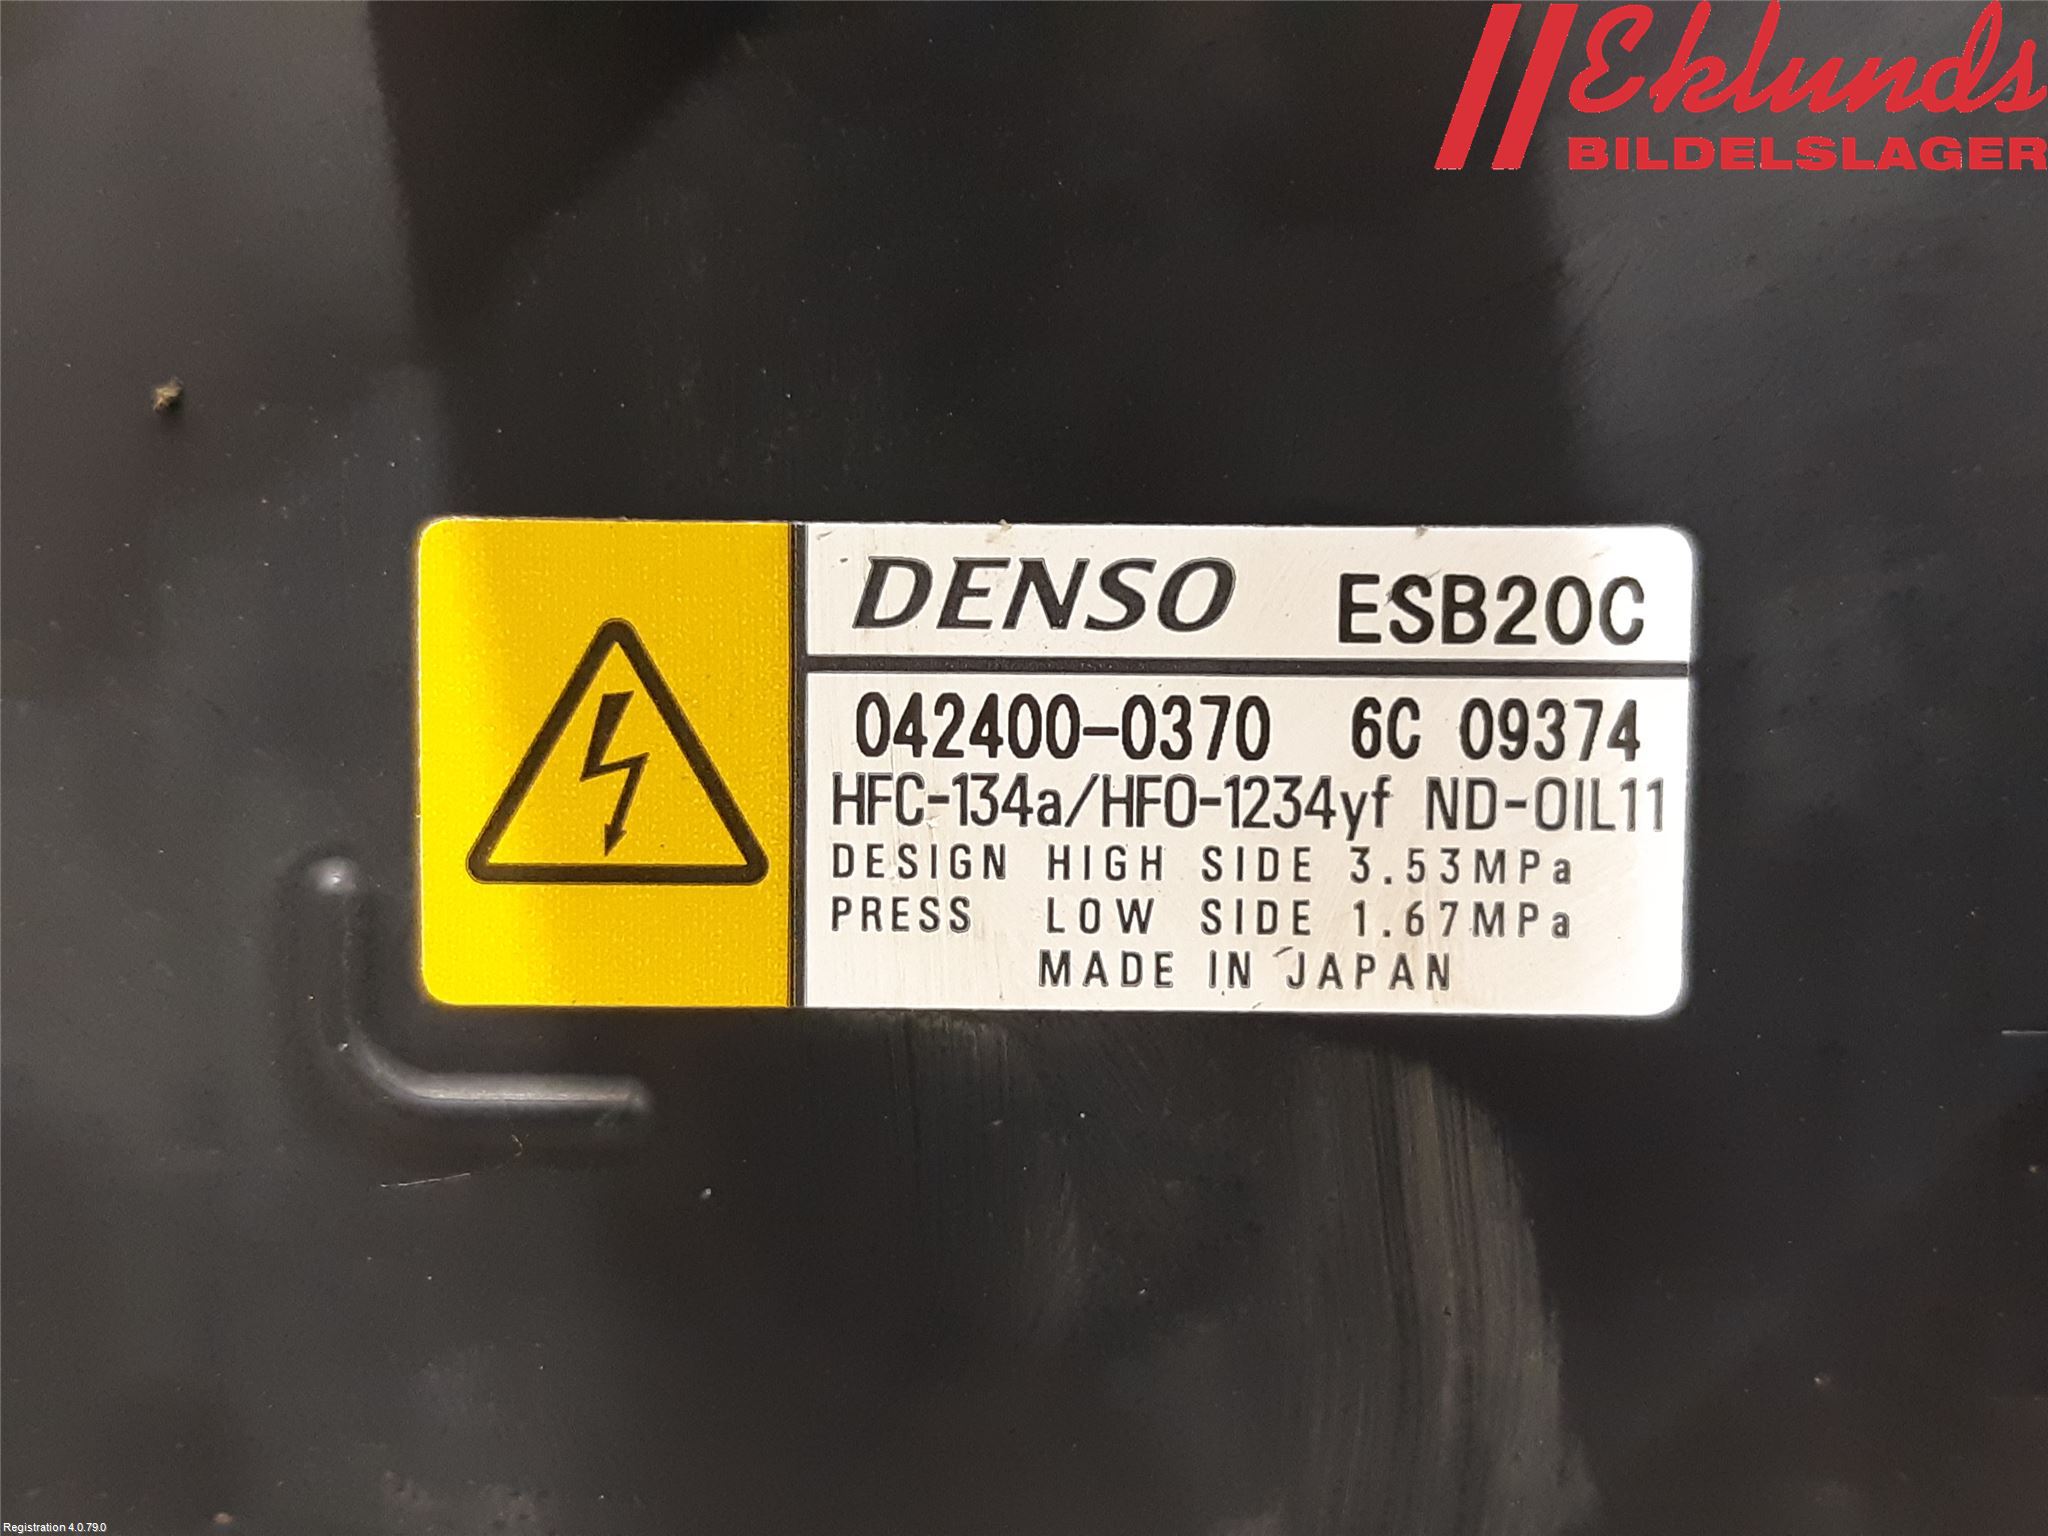 Eklunds
BILDELSLAGER
DENSO ESB20C
042400-0370 6C 09374
HFC-134a/HFO-1234yf ND-OIL11
DESIGN HIGH SIDE 3.53MPa
PRESS LOW SIDE 1.67MPa
MADE IN JAPAN
Registration 4.0.79.0